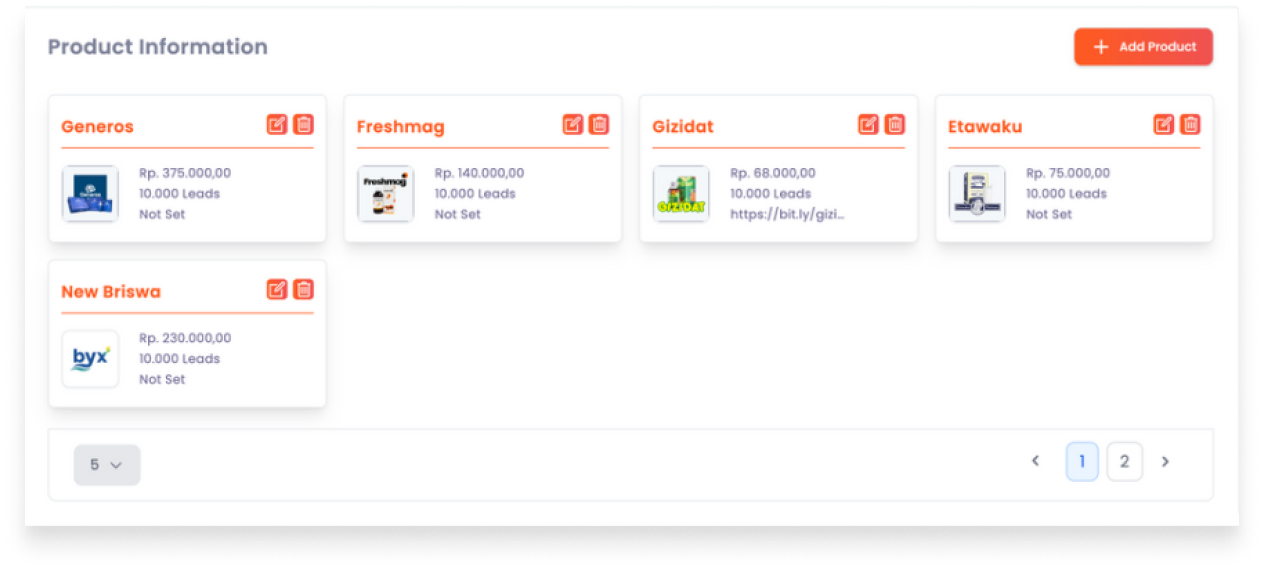 Product Information
+ Add Product
Generos
Rp. 375.000,00
10.000 Leads
Not Set
Freshmag
Freshmag
Rp. 140.000,00
10.000 Leads
Not Set
Gizidat
GIZIDAT
Rp. 68.000,00
10.000 Leads
https://bit.ly/gizi...
Etawaku
Rp. 75.000,00
10.000 Leads
Not Set
New Briswa
byx
Rp. 230.000,00
10.000 Leads
Not Set
5
1 2